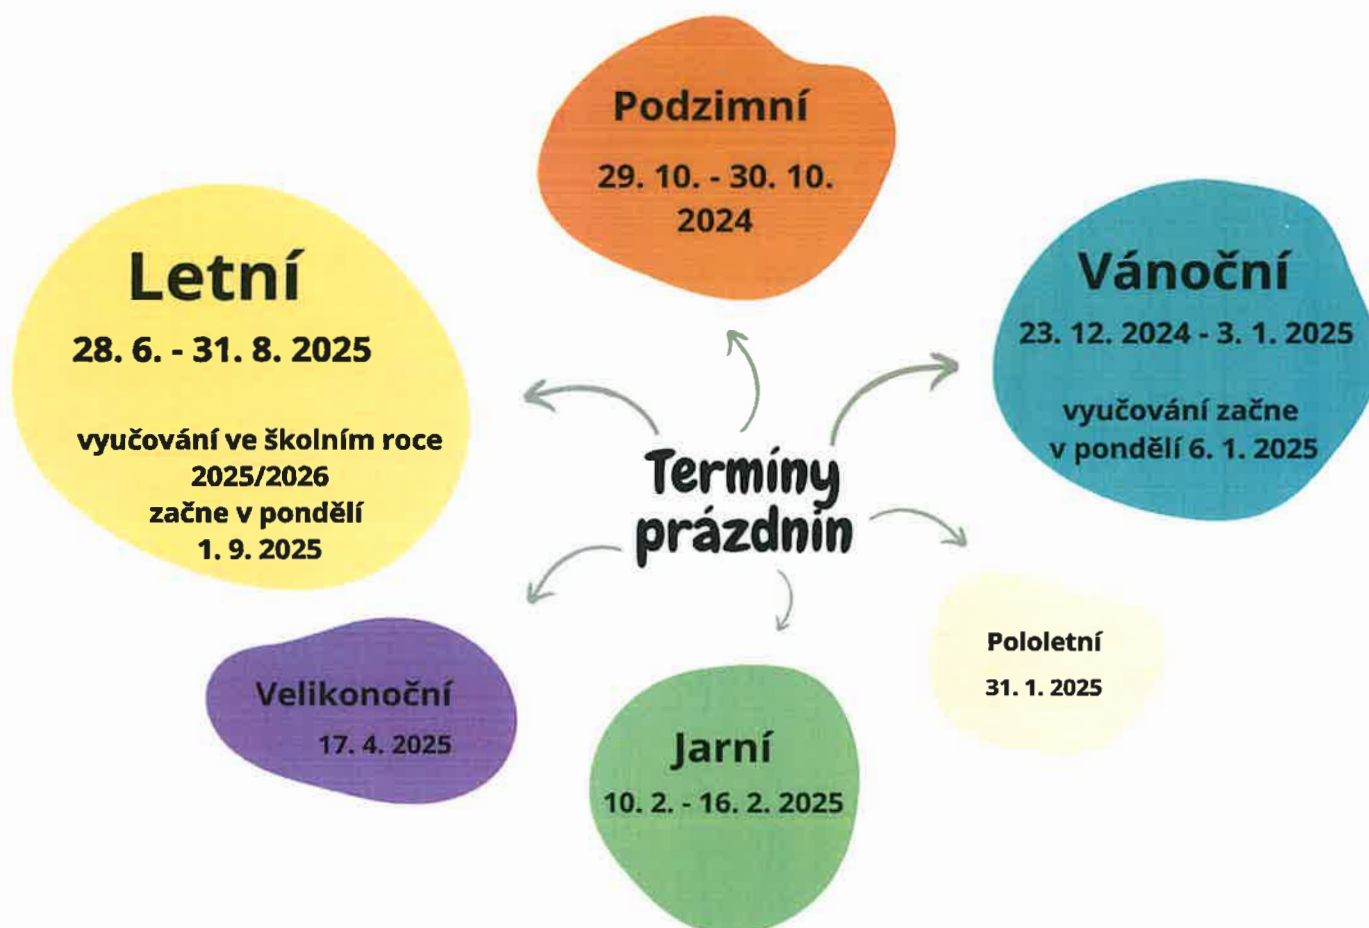 Podzimní
29. 10. - 30. 10.
2024
Letní
28. 6. - 31. 8. 2025
vyučování ve školním roce
2025/2026
začne v pondělí
1. 9. 2025
Vánoční
23. 12. 2024 - 3. 1. 2025
vyučování začne
v pondělí 6. 1. 2025
Termíny
prázdnin
Pololetní
31. 1. 2025
Velikonoční
17. 4. 2025
Jarní
10. 2. - 16. 2. 2025